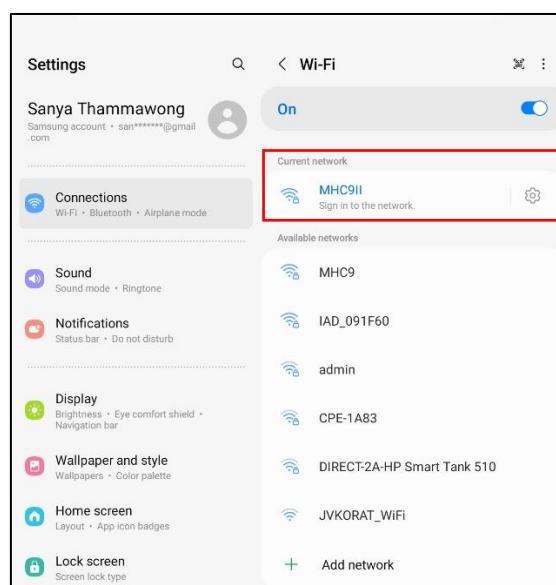 Settings
Sanya Thammawong
Samsung account • san*******@gmail
.com
Connections
Wi-Fi • Bluetooth • Airplane mode
Sound
Sound mode • Ringtone
Notifications
Status bar • Do not disturb
Display
Brightness • Eye comfort shield •
Navigation bar
Wallpaper and style
Wallpapers • Color palette
Home screen
Layout • App icon badges
Lock screen
Screen lock type
Wi-Fi
On
Current network
MHC9II
Sign in to the network.
Available networks
MHC9
IAD_091F60
admin
CPE-1A83
DIRECT-2A-HP Smart Tank 510
JVKORAT_WiFi
Add network